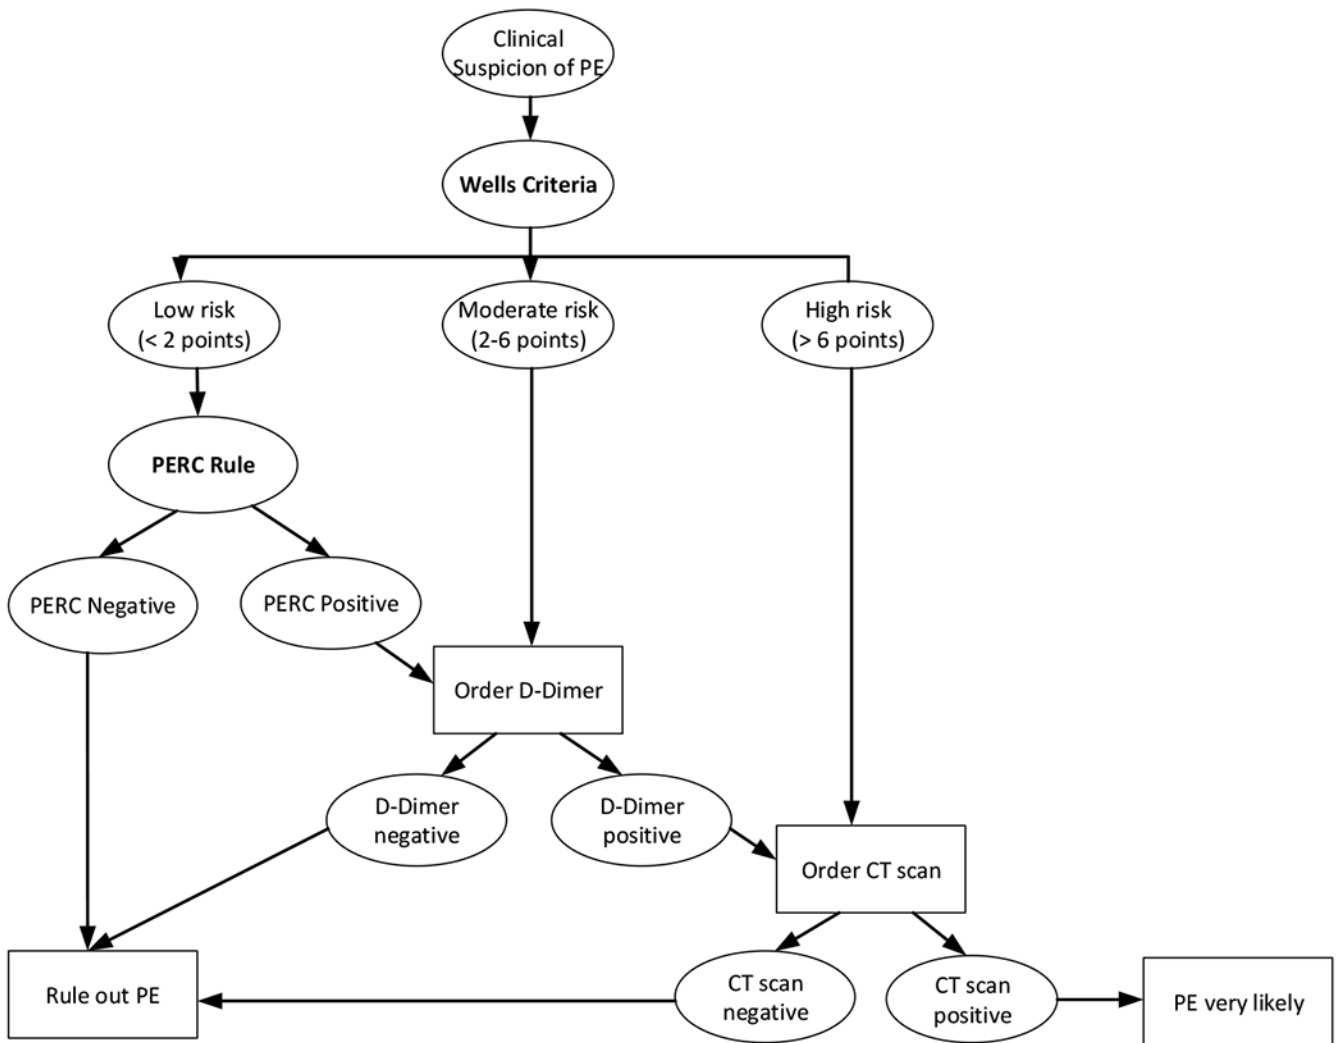 Clinical
Suspicion of PE
Wells Criteria
Low risk
(< 2 points)
Moderate risk
(2-6 points)
High risk
(> 6 points)
PERC Rule
PERC Negative
PERC Positive
Order D-Dimer
D-Dimer
negative
D-Dimer
positive
Order CT scan
Rule out PE
CT scan
negative
CT scan
positive
PE very likely